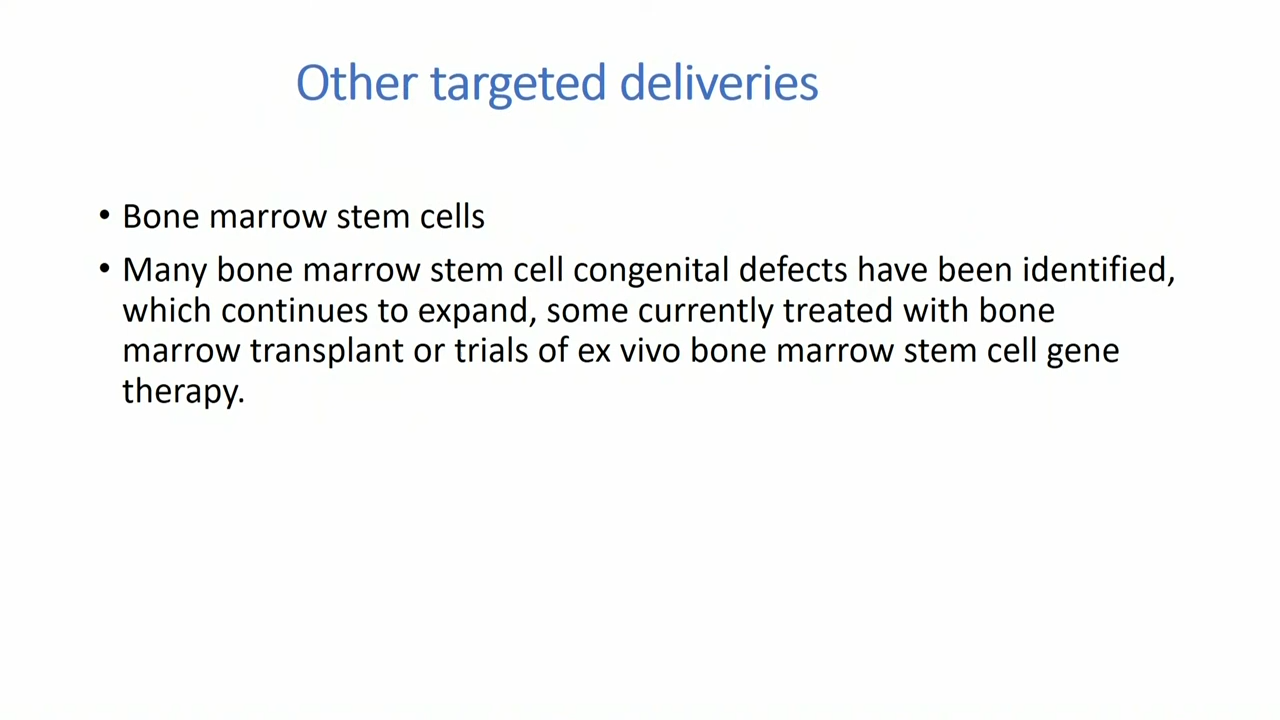 Other targeted deliveries
• Bone marrow stem cells
• Many bone marrow stem cell congenital defects have been identified,
which continues to expand, some currently treated with bone
marrow transplant or trials of ex vivo bone marrow stem cell gene
therapy.